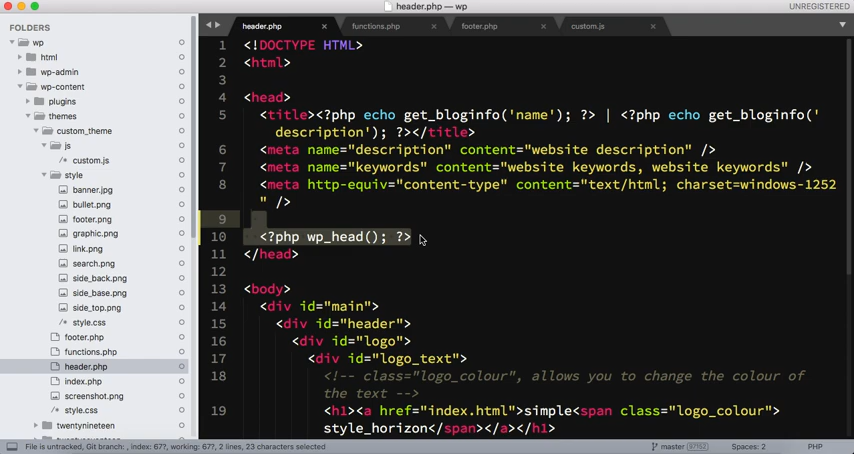 header.php — wp
UNREGISTERED
FOLDERS
wp
html
wp-admin
wp-content
plugins
themes
custom_theme
js
/* custom.js
style
banner.jpg
bullet.png
footer.png
graphic.png
link.png
search.png
side_back.png
side_base.png
side_top.png
/* style.css
footer.php
functions.php
header.php
index.php
screenshot.png
/* style.css
twentynineteen
header.php × functions.php × footer.php × custom.js ×
1 <!DOCTYPE HTML>
2 <html>
3
4 <head>
5 <title><?php echo get_bloginfo('name'); ?> | <?php echo get_bloginfo('
description'); ?></title>
6 <meta name="description" content="website description" />
7 <meta name="keywords" content="website keywords, website keywords" />
8 <meta http-equiv="content-type" content="text/html; charset=windows-1252
" />
9
10 <?php wp_head(); ?>
11 </head>
12
13 <body>
14 <div id="main">
15 <div id="header">
16 <div id="logo">
17 <div id="logo_text">
18 <!-- class="logo_colour", allows you to change the colour of
the text -->
19 <h1><a href="index.html">simple<span class="logo_colour">
style_horizon</span></a></h1>
File is untracked, Git branch: , index: 67?, working: 67?, 2 lines, 23 characters selected
master
Spaces: 2
PHP